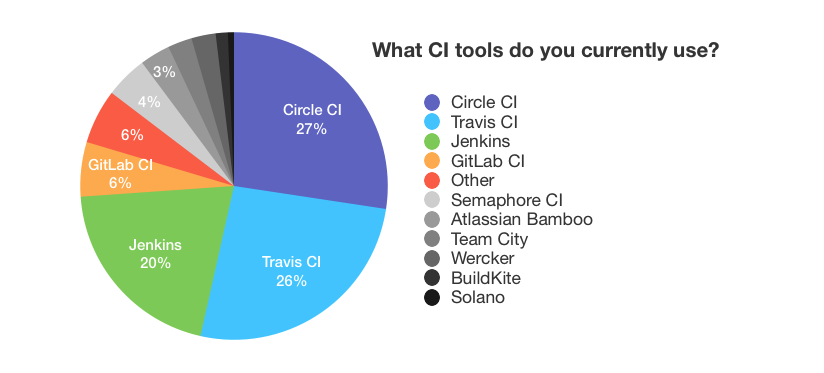 What CI tools do you currently use?
3%
4%
6%
GitLab CI
6%
Circle CI
27%
Jenkins
20%
Travis CI
26%
Circle CI
Travis CI
Jenkins
GitLab CI
Other
Semaphore CI
Atlassian Bamboo
Team City
Wercker
BuildKite
Solano